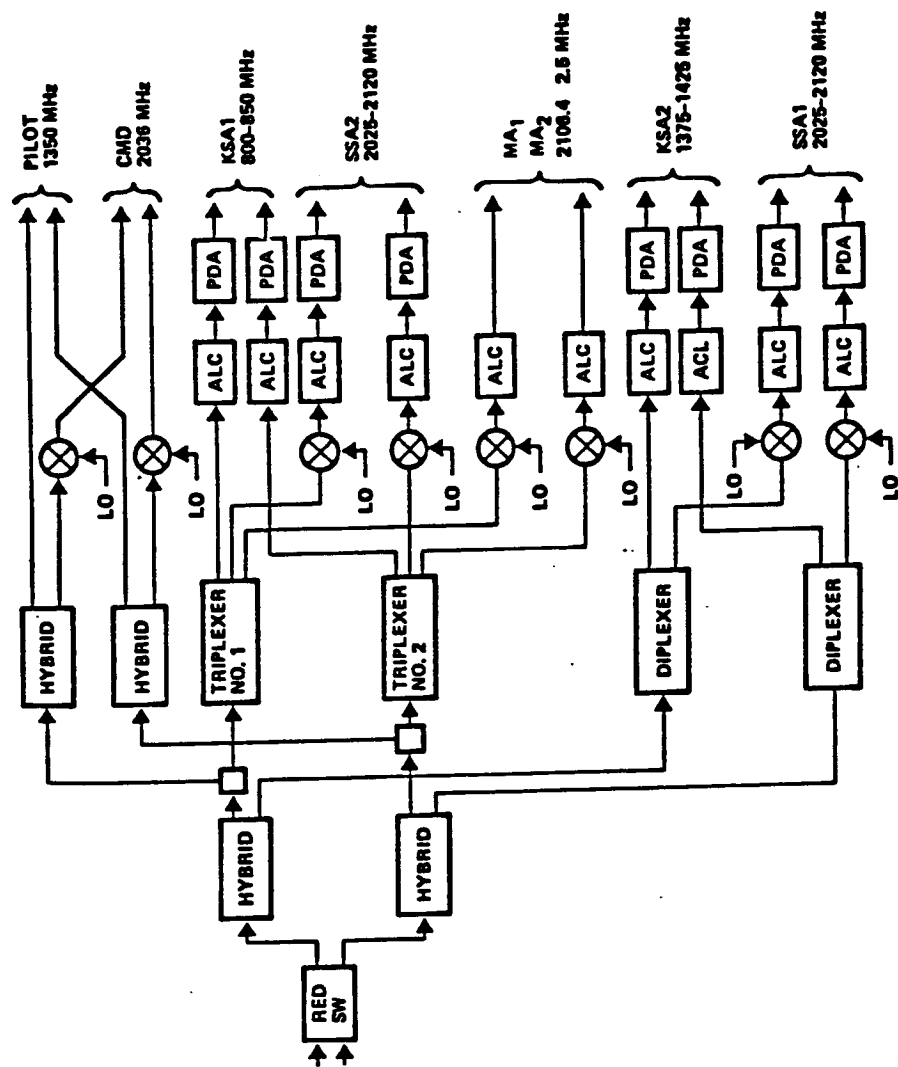 RED
SW
HYBRID
HYBRID
HYBRID
HYBRID
TRIPLEXER
NO. 1
TRIPLEXER
NO. 2
DIPLEXER
DIPLEXER
LO
LO
LO
LO
LO
LO
LO
LO
ALC
PDA
ALC
PDA
ALC
PDA
ALC
PDA
ALC
ALC
ALC
PDA
ACL
PDA
ALC
PDA
ALC
PDA
PILOT
1350 MHz
CMD
2036 MHz
KSA1
800-850 MHz
SSA2
2025-2120 MHz
MA1
MA2
2106.4 2.5 MHz
KSA2
1375-1425 MHz
SSA1
2025-2120 MHz